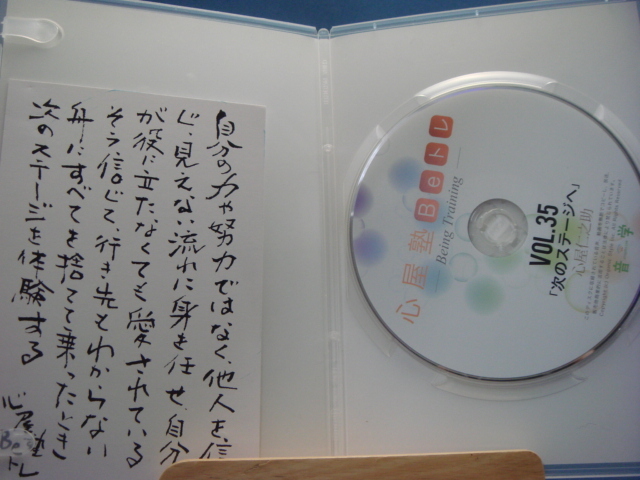 自分の力や努力ではなく、他人を信
じ、見えない流れに身を任せ、自分
が役に立たなくても愛されている
そう信じて、行き先もわからない
舟にすべてを捨てて乗ったとき
次のステージを体験する
心屋塾
Beトレ
心屋塾Beトレ
Being Training
VOL.35
「次のステージへ」
心屋仁之助
音学